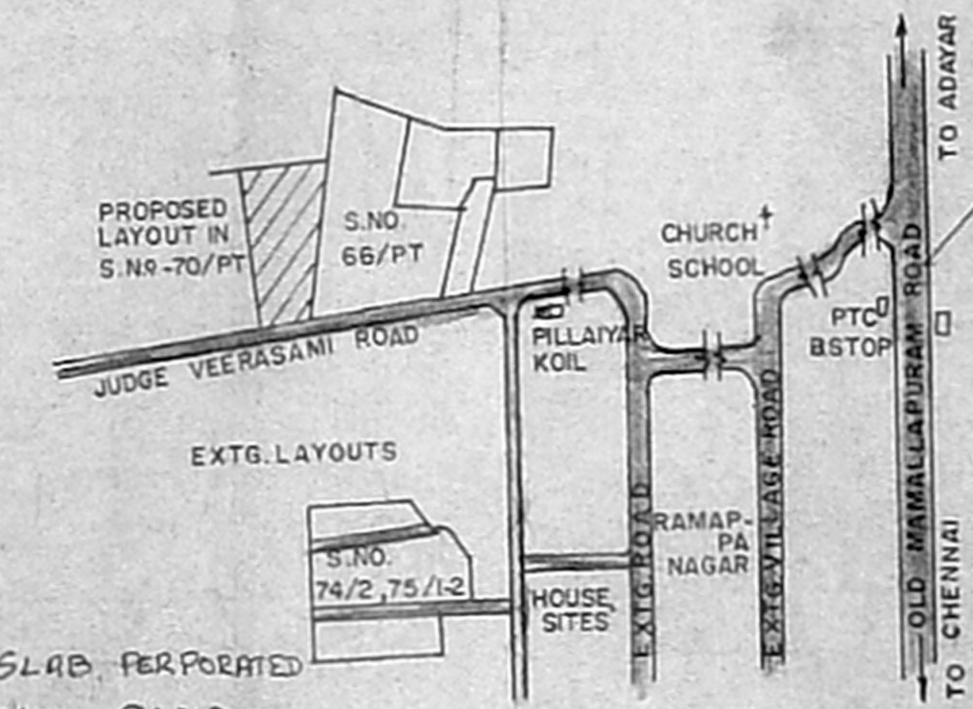 TO ADAYAR
PROPOSED
LAYOUT IN
S.NO-70/PT
S.NO.
66/PT
CHURCH
SCHOOL
PTC
B.STOP
PILLAIYAR
KOIL
JUDGE VEERASAMI ROAD
OLD MAMALLAPURAM ROAD
EXTG. LAYOUTS
S.NO.
74/2,75/1-2
HOUSE
SITES
EXTG.ROAD
RAMAP-
PA
NAGAR
EXTG.VILLAGE ROAD
TO CHENNAI
SLAB PERFORATED